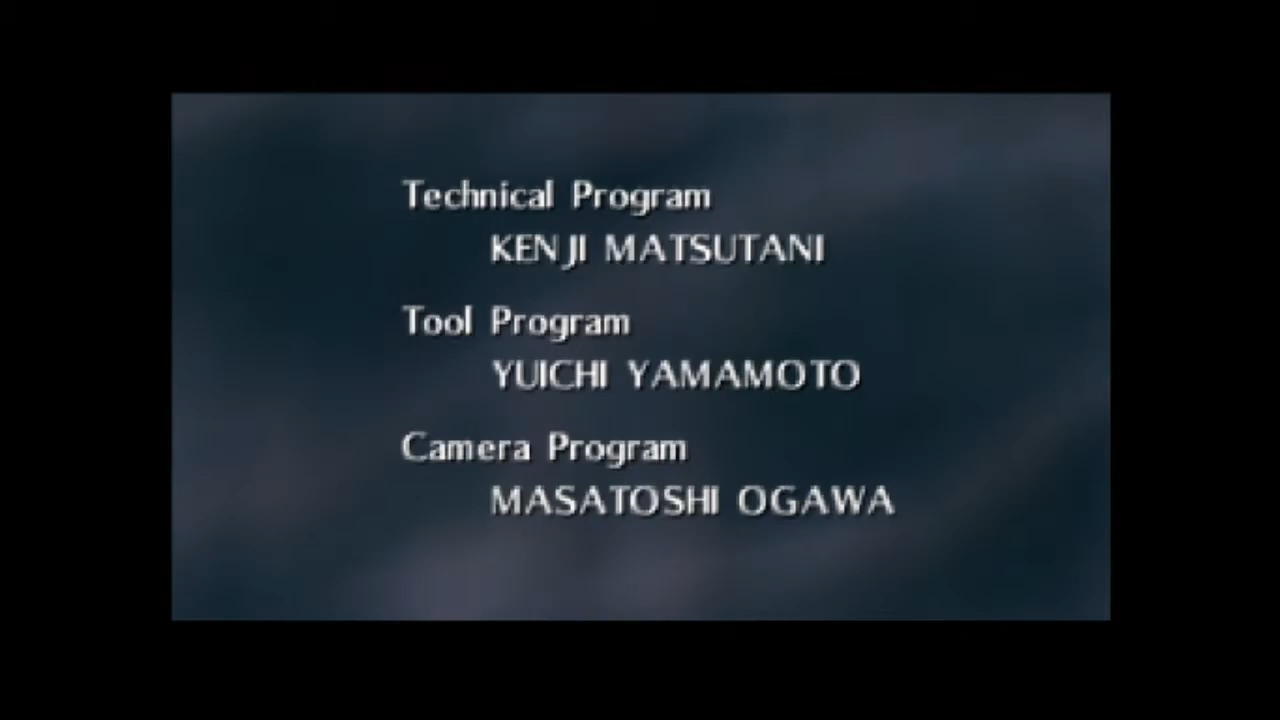 Technical Program
KENJI MATSUTANI
Tool Program
YUICHI YAMAMOTO
Camera Program
MASATOSHI OGAWA